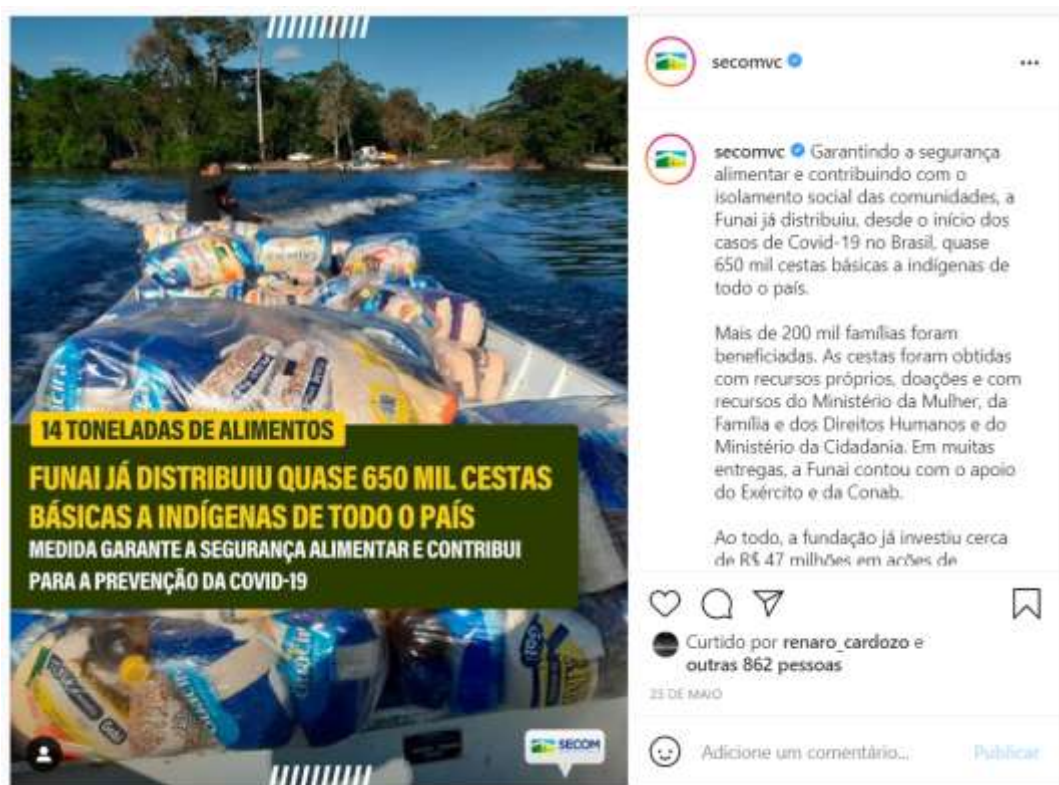 14 TONELADAS DE ALIMENTOS
FUNAI JÁ DISTRIBUIU QUASE 650 MIL CESTAS
BÁSICAS A INDÍGENAS DE TODO O PAÍS
MEDIDA GARANTE A SEGURANÇA ALIMENTAR E CONTRIBUI
PARA A PREVENÇÃO DA COVID-19
SECOM
secomvc
secomvc Garantindo a segurança
alimentar e contribuindo com o
isolamento social das comunidades, a
Funai já distribuiu, desde o início dos
casos de Covid-19 no Brasil, quase
650 mil cestas básicas a indígenas de
todo o país.
Mais de 200 mil famílias foram
beneficiadas. As cestas foram obtidas
com recursos próprios, doações e com
recursos do Ministério da Mulher, da
Família e dos Direitos Humanos e do
Ministério da Cidadania. Em muitas
entregas, a Funai contou com o apoio
do Exército e da Conab.
Ao todo, a fundação já investiu cerca
de R$ 47 milhões em ações de
Curtido por renaro_cardozo e
outras 862 pessoas
25 DE MAIO
Adicione um comentário...
Publicar